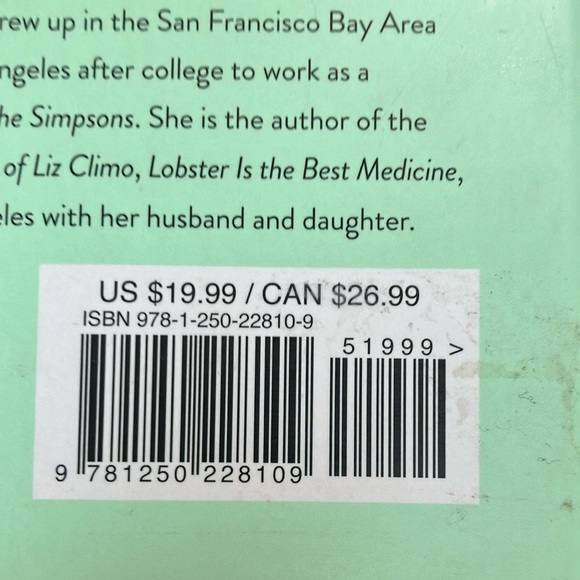 rew up in the San Francisco Bay Area
ngeles after college to work as a
he Simpsons. She is the author of the
of Liz Climo, Lobster Is the Best Medicine,
eles with her husband and daughter.
US $19.99 / CAN $26.99
ISBN 978-1-250-22810-9
51999 >
9 781250 228109